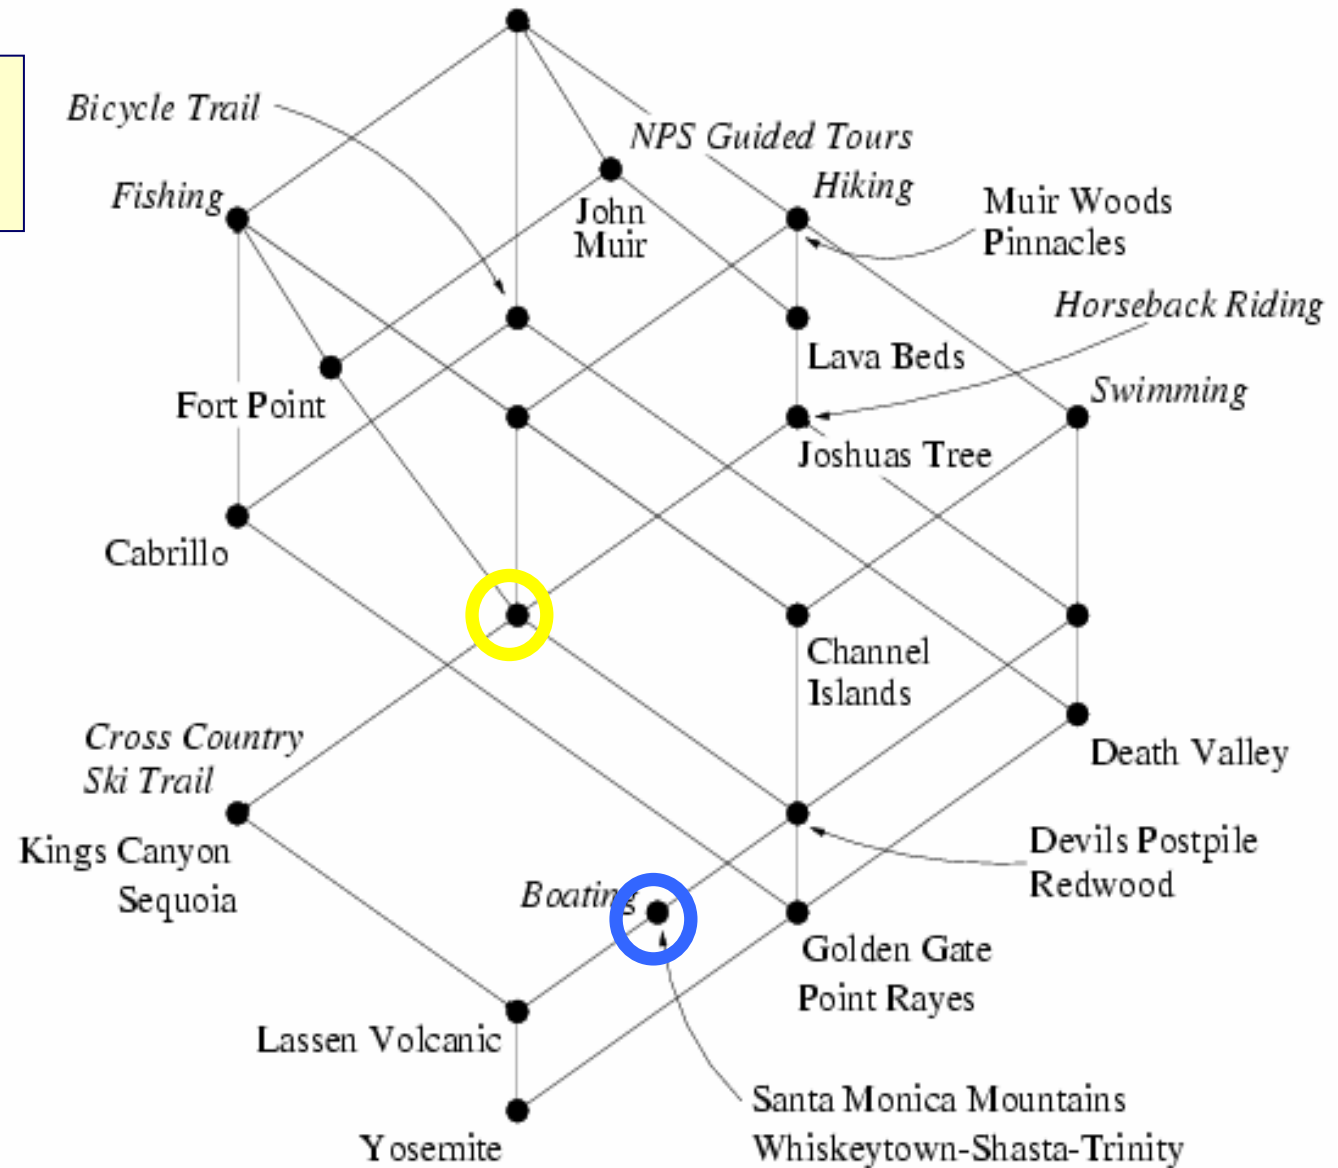 Bicycle Trail
NPS Guided Tours
Fishing
Hiking
John
Muir
Muir Woods
Pinnacles
Horseback Riding
Lava Beds
Swimming
Fort Point
Joshuas Tree
Cabrillo
Channel
Islands
Cross Country
Ski Trail
Death Valley
Kings Canyon
Sequoia
Devils Postpile
Redwood
Boating
Golden Gate
Point Rayes
Lassen Volcanic
Santa Monica Mountains
Whiskeytown-Shasta-Trinity
Yosemite